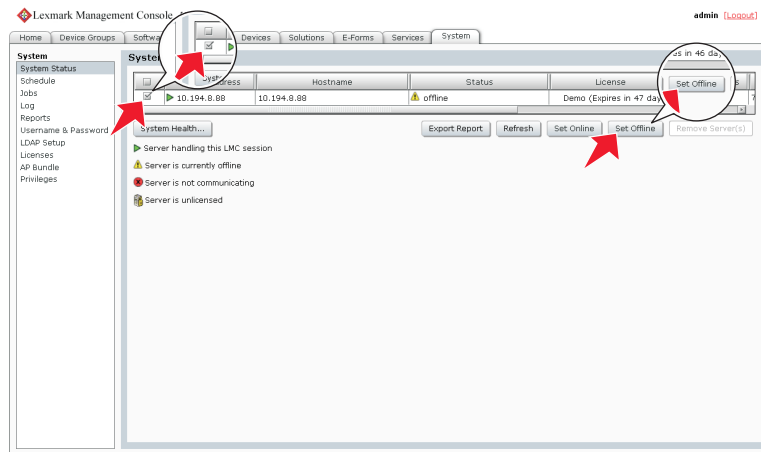 Lexmark Management Console
admin [Logout]
Home Device Groups Softwa Devices Solutions E-Forms Services System
System
System Status
Schedule
Jobs
Log
Reports
Username & Password
LDAP Setup
Licenses
AP Bundle
Privileges
System
Address Hostname Status License
10.194.8.88 10.194.8.88 offline Demo (Expires in 47 day
es in 46 day
Set Offline
System Health... Export Report Refresh Set Online Set Offline Remove Server(s)
Server handling this LMC session
Server is currently offline
Server is not communicating
Server is unlicensed